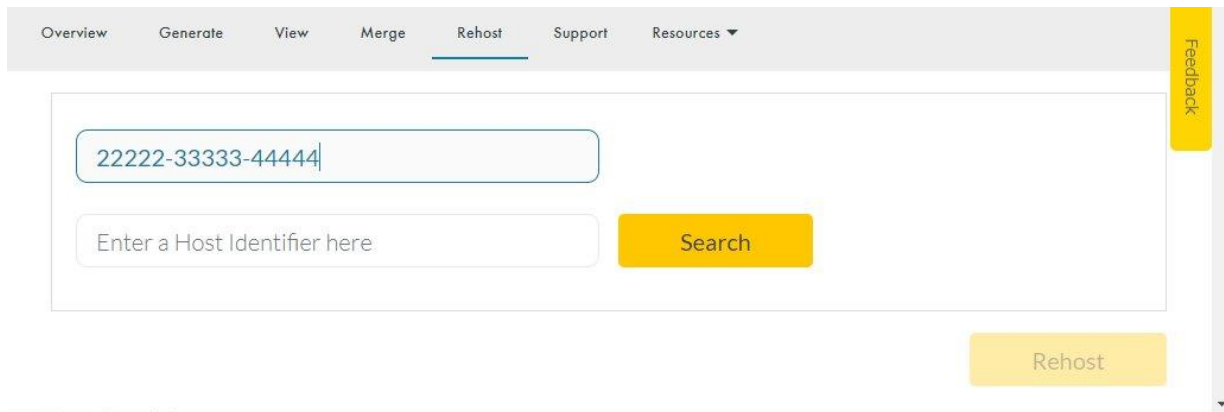 Overview Generate View Merge Rehost Support Resources
Feedback
22222-33333-44444
Enter a Host Identifier here Search
Rehost